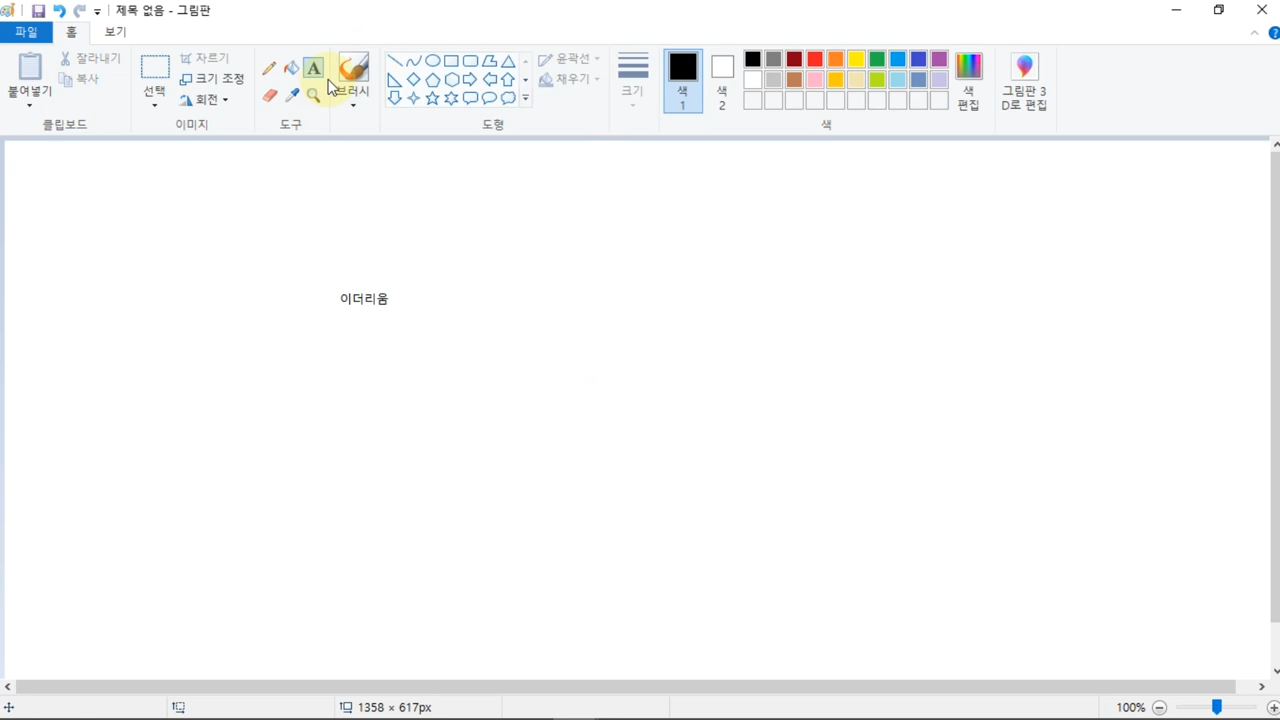 제목 없음 - 그림판
파일 홈 보기
붙여넣기
잘라내기
복사
클립보드
선택
자르기
크기 조정
회전
이미지
A
도구
브러시
도형
윤곽선
채우기
크기
색
1
색
2
색
편집
색
그림판 3
D로 편집
이더리움
1358 × 617px
100%